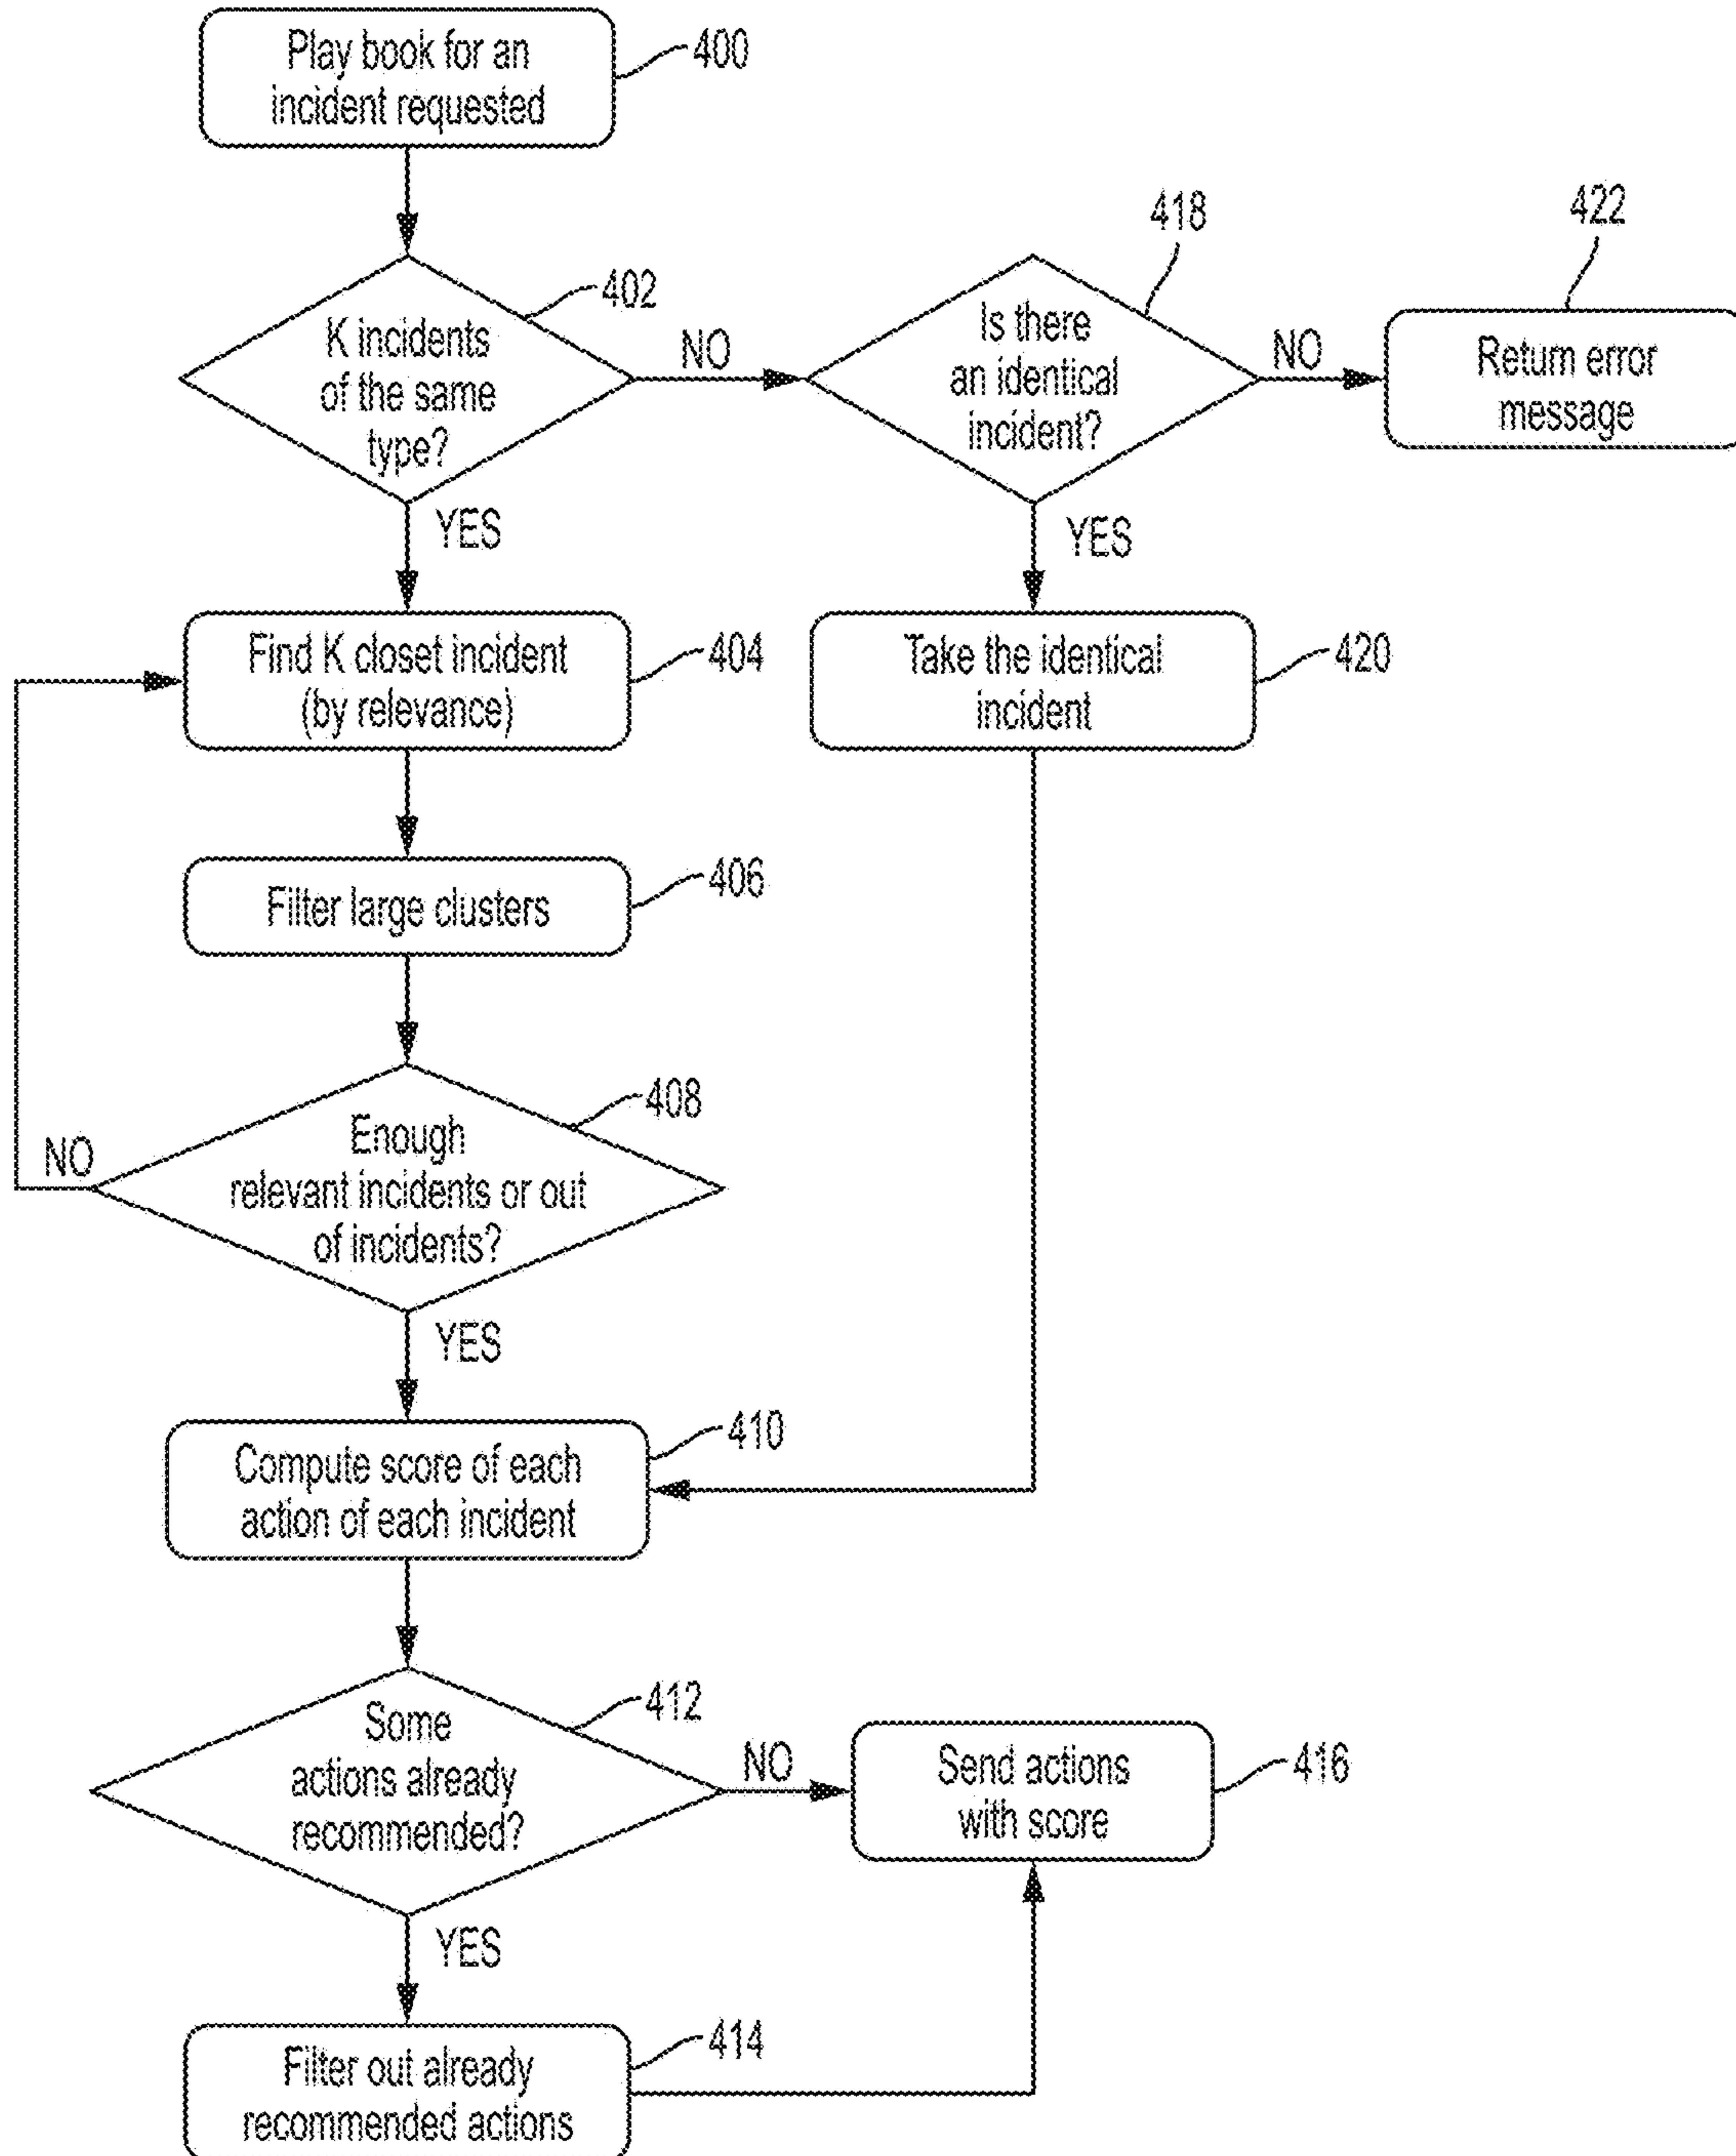 Play book for an
incident requested
400
402
K incidents
of the same
type?
NO
YES
418
Is there
an identical
incident?
NO
YES
422
Return error
message
Find K closet incident
(by relevance)
404
Take the identical
incident
420
Filter large clusters
406
408
Enough
relevant incidents or out
of incidents?
NO
YES
Compute score of each
action of each incident
410
412
Some
actions already
recommended?
NO
YES
Send actions
with score
416
Filter out already
recommended actions
414